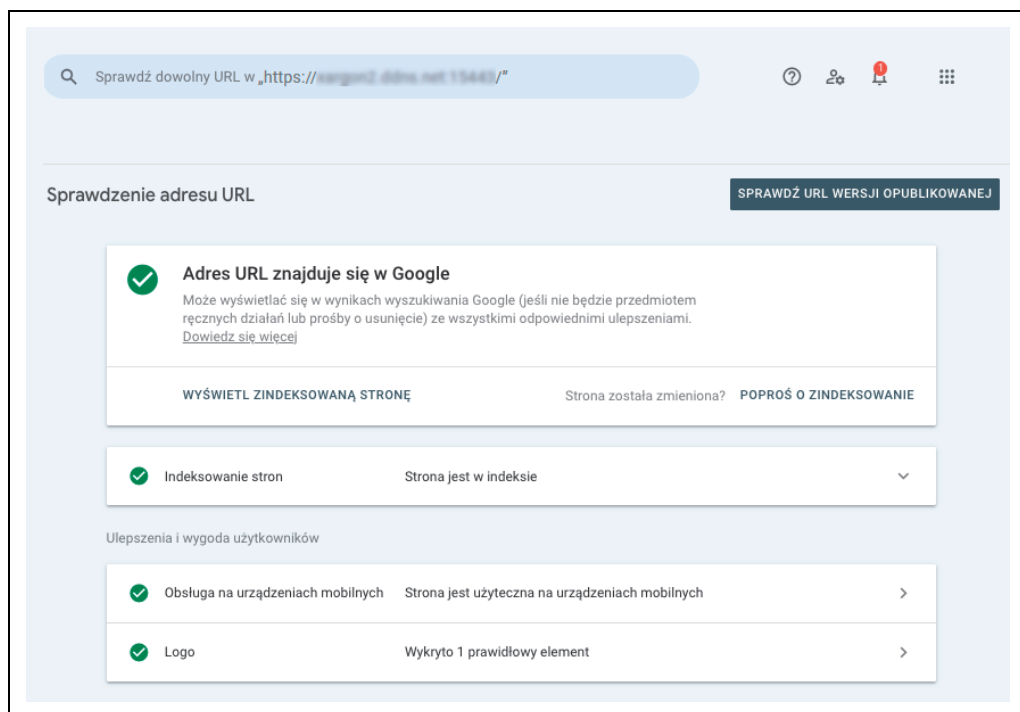 Sprawdź dowolny URL w „https:// /"
1
Sprawdzenie adresu URL
SPRAWDŹ URL WERSJI OPUBLIKOWANEJ
Adres URL znajduje się w Google
Może wyświetlać się w wynikach wyszukiwania Google (jeśli nie będzie przedmiotem
ręcznych działań lub prośby o usunięcie) ze wszystkimi odpowiednimi ulepszeniami.
Dowiedz się więcej
WYŚWIETL ZINDEKSOWANĄ STRONĘ
Strona została zmieniona? POPROŚ O ZINDEKSOWANIE
Indeksowanie stron
Strona jest w indeksie
Ulepszenia i wygoda użytkowników
Obsługa na urządzeniach mobilnych
Strona jest użyteczna na urządzeniach mobilnych
Logo
Wykryto 1 prawidłowy element